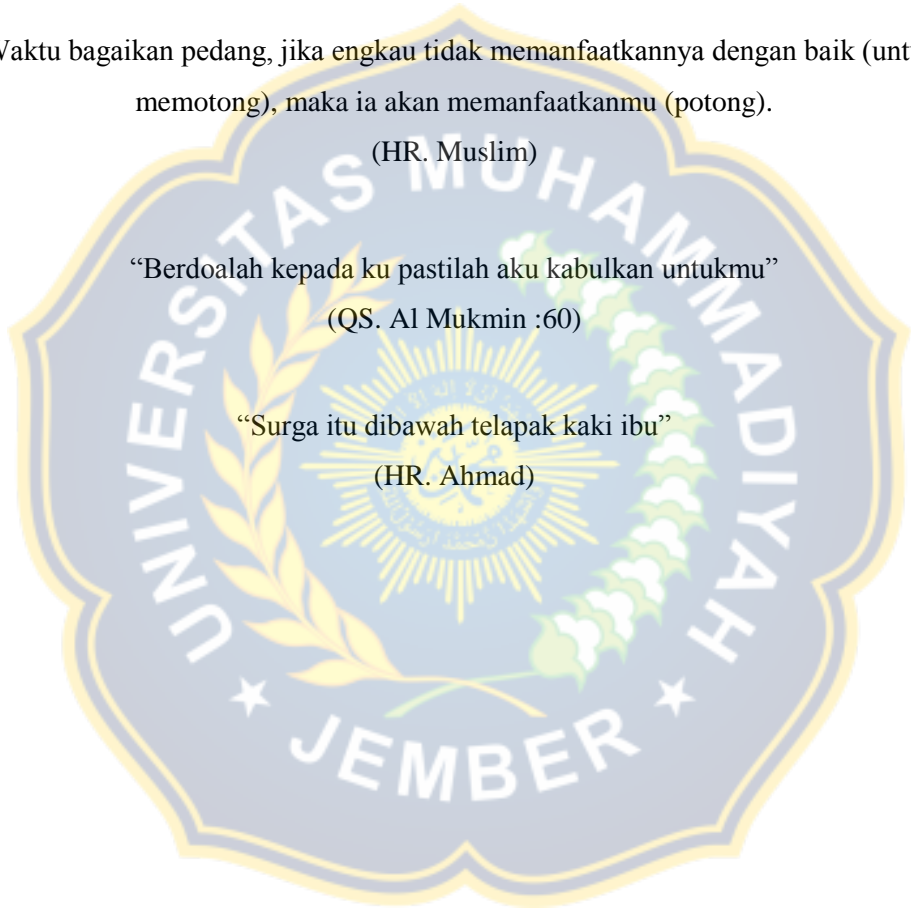 aktu bagaikan pedang, jika engkau tidak memanfaatkannya dengan baik (unt
memotong), maka ia akan memanfaatkanmu (potong).
(HR. Muslim)
“Berdoalah kepada ku pastilah aku kabulkan untukmu”
(QS. Al Mukmin :60)
“Surga itu dibawah telapak kaki ibu”
(HR. Ahmad)
UNIVERSITAS MUHAMMADIYAH
JEMBER